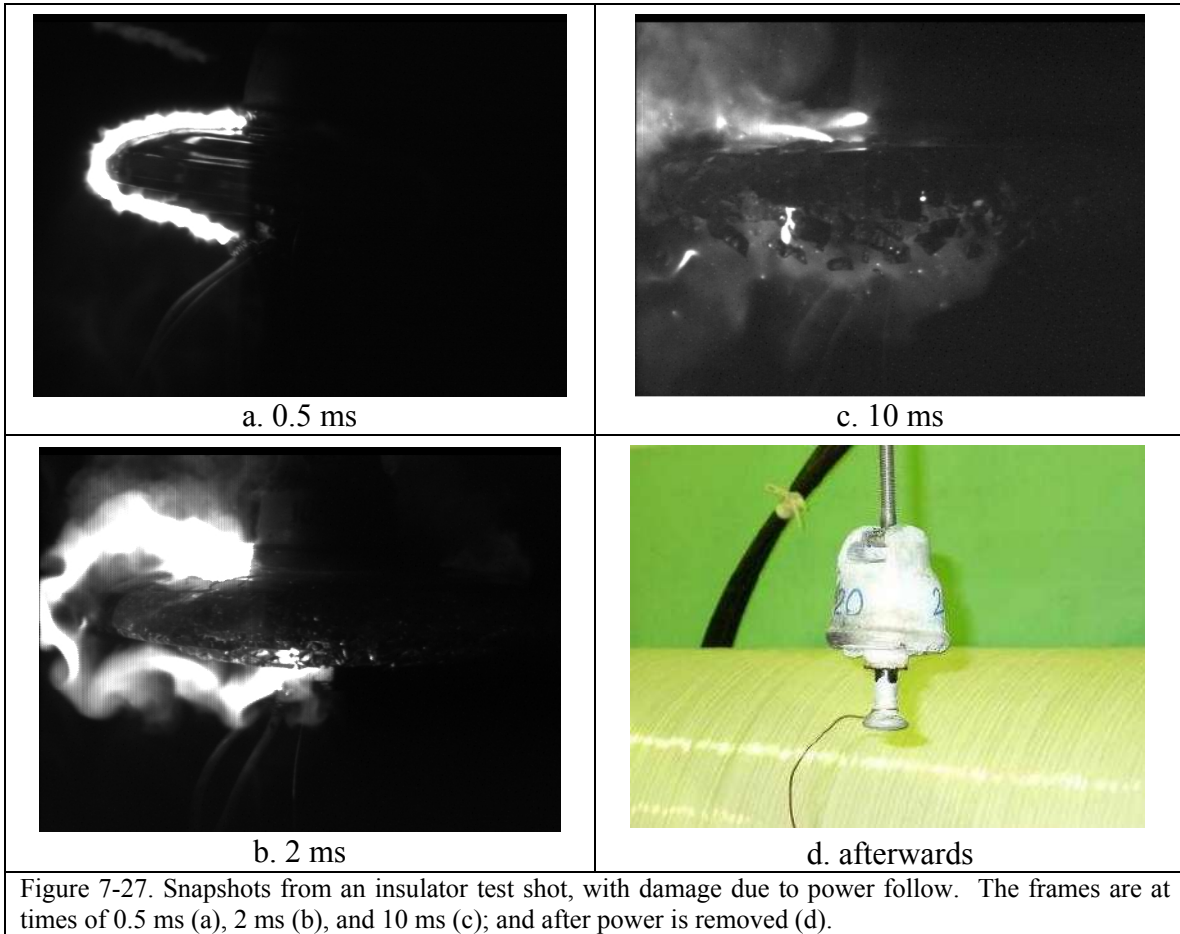 a. 0.5 ms
c. 10 ms
b. 2 ms
20
2
d. afterwards
Figure 7-27. Snapshots from an insulator test shot, with damage due to power follow. The frames are at
times of 0.5 ms (a), 2 ms (b), and 10 ms (c); and after power is removed (d).